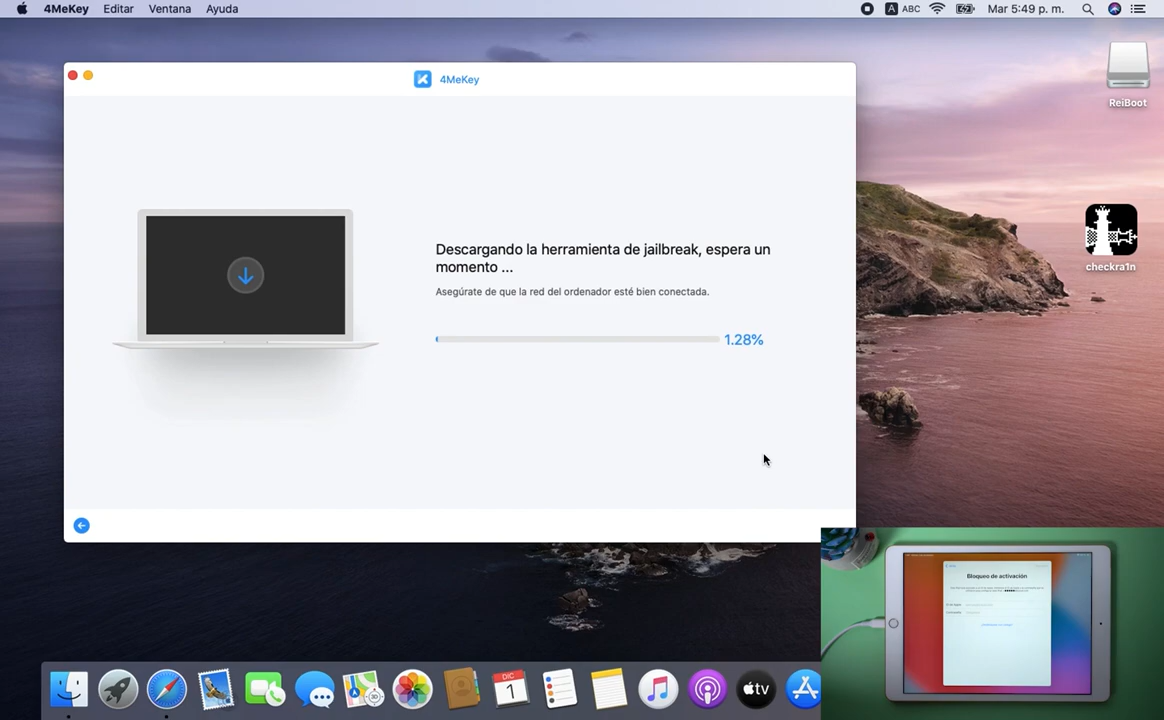 4MeKey Editar Ventana Ayuda
A ABC Mar 5:49 p. m.
4MeKey
ReiBoot
Descargando la herramienta de jailbreak, espera un
momento ...
Asegúrate de que la red del ordenador esté bien conectada.
1.28%
checkra1n
Bloqueo de activación
DIC
1
tv